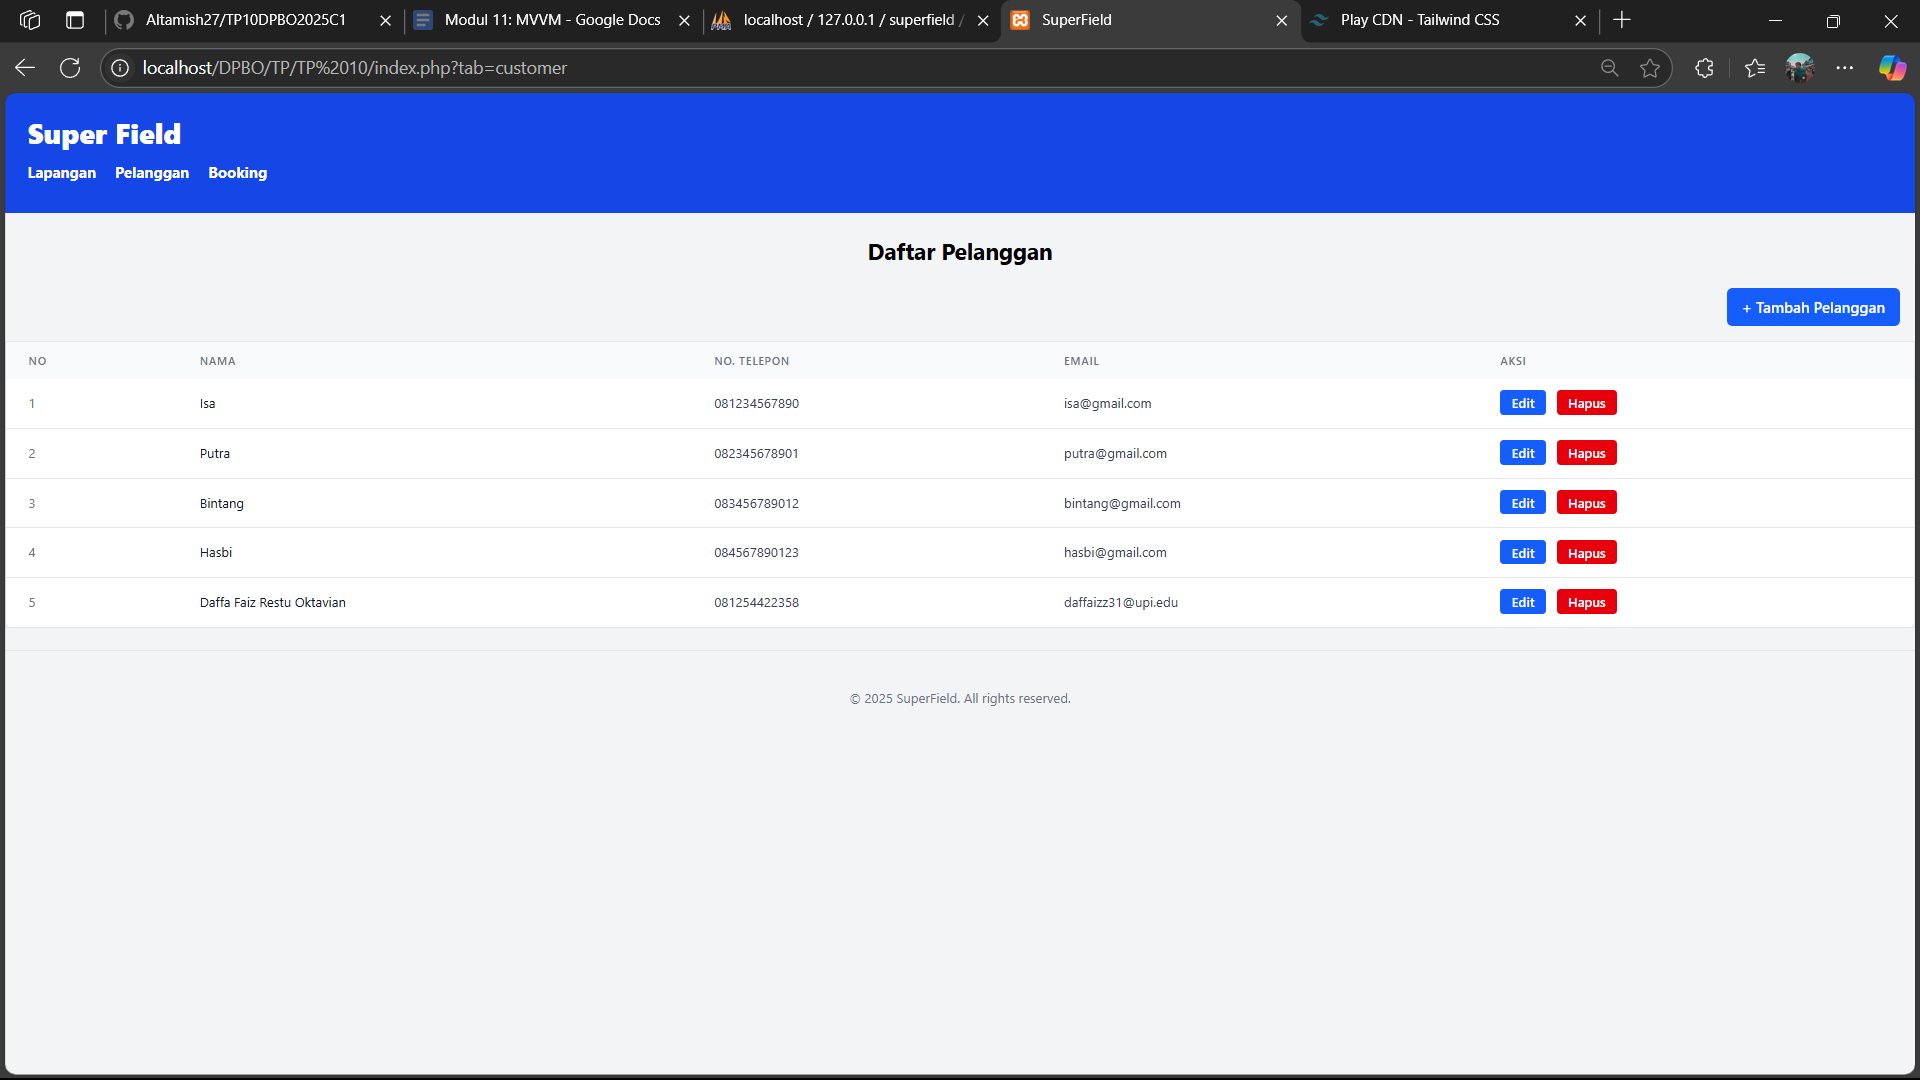 Altamish27/TP10DPBO2025C1
Modul 11: MVVM - Google Docs
localhost / 127.0.0.1 / superfield /
SuperField
Play CDN - Tailwind CSS
localhost/DPBO/TP/TP%2010/index.php?tab=customer
Super Field
Lapangan Pelanggan Booking
Daftar Pelanggan
+ Tambah Pelanggan
NO NAMA NO. TELEPON EMAIL AKSI
1 Isa 081234567890 isa@gmail.com Edit Hapus
2 Putra 082345678901 putra@gmail.com Edit Hapus
3 Bintang 083456789012 bintang@gmail.com Edit Hapus
4 Hasbi 084567890123 hasbi@gmail.com Edit Hapus
5 Daffa Faiz Restu Oktavian 081254422358 daffaizz31@upi.edu Edit Hapus
© 2025 SuperField. All rights reserved.